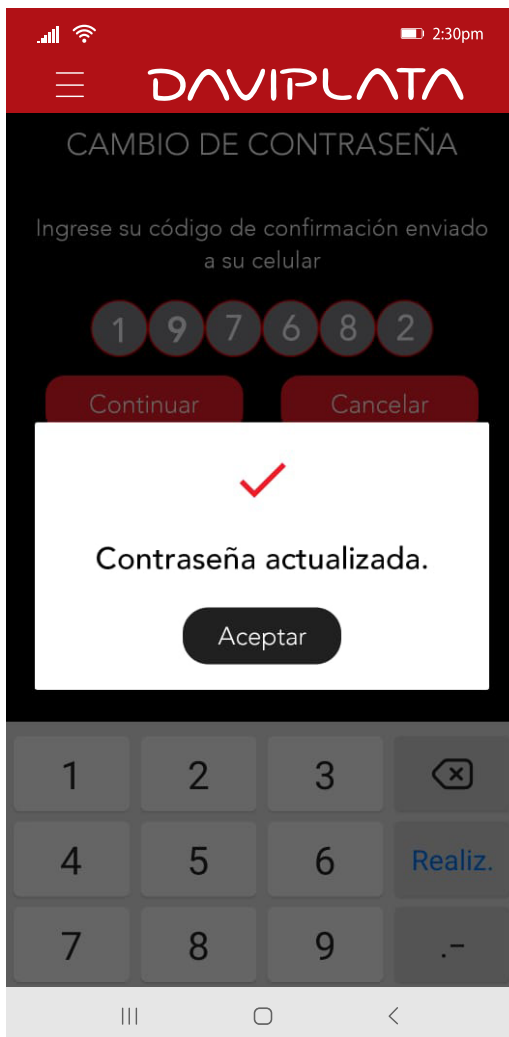 2:30pm
DAVIPLATA
CAMBIO DE CONTRASEÑA
Ingrese su código de confirmación enviado
a su celular
1 9 7 6 8 2
Continuar Cancelar
Contraseña actualizada.
Aceptar
1 2 3
4 5 6 Realiz.
7 8 9 .-